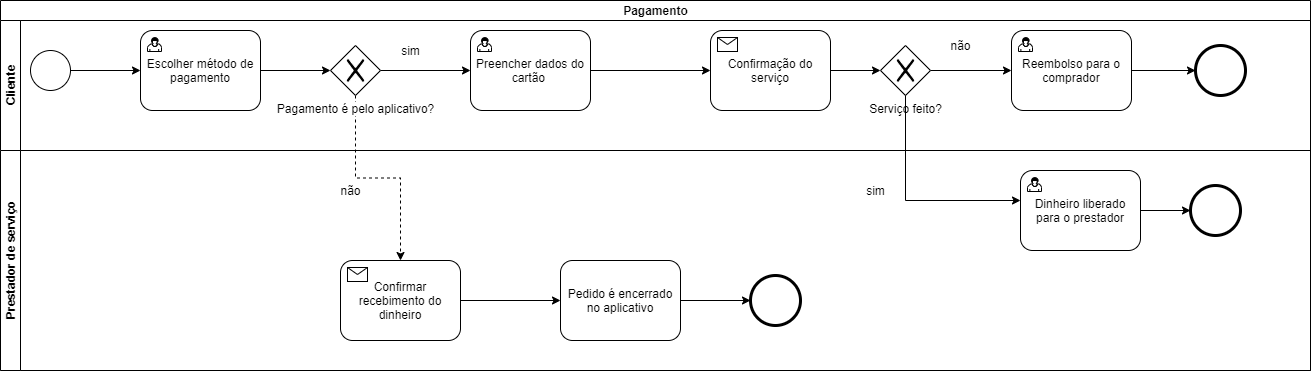 Pagamento
Cliente
Escolher método de
pagamento
Pagamento é pelo aplicativo?
sim
Preencher dados do
cartão
Confirmação do
serviço
Serviço feito?
não
Reembolso para o
comprador
Prestador de serviço
não
Confirmar
recebimento do
dinheiro
Pedido é encerrado
no aplicativo
sim
Dinheiro liberado
para o prestador